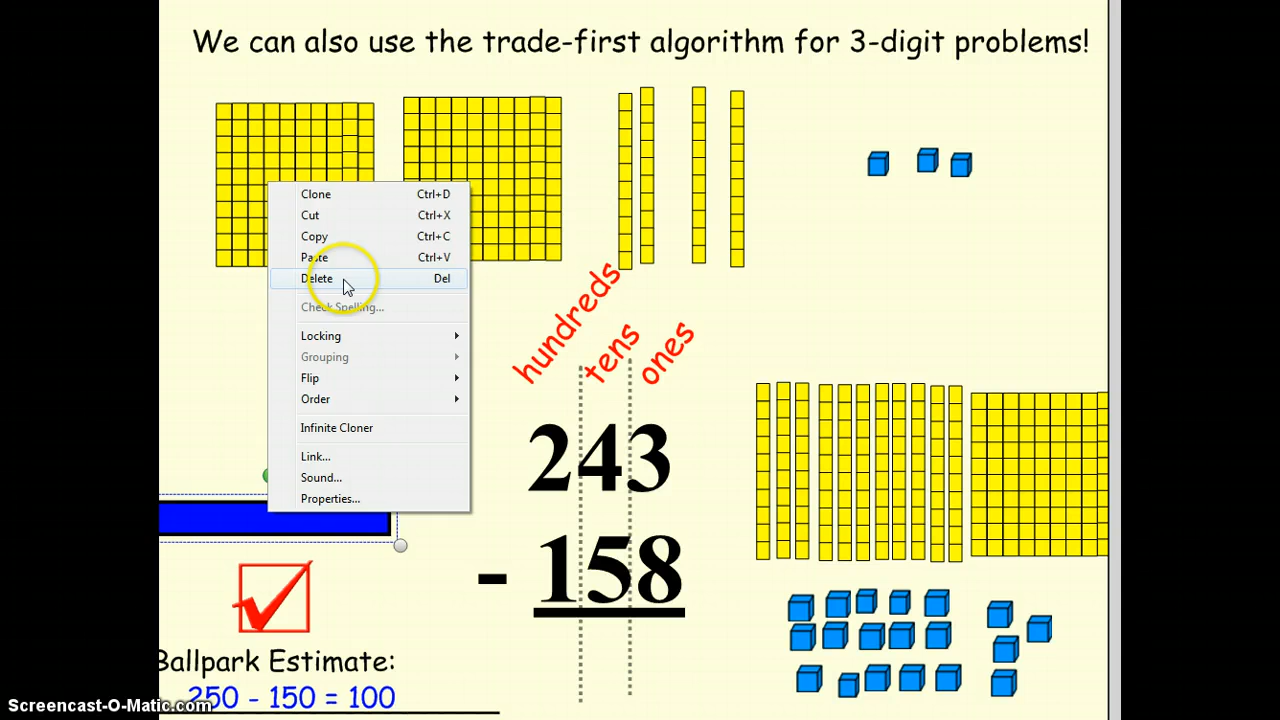 We can also use the trade-first algorithm for 3-digit problems!
Clone Ctrl+D
Cut Ctrl+X
Copy Ctrl+C
Paste Ctrl+V
Delete Del
Check Spelling...
Locking
Grouping
Flip
Order
Infinite Cloner
Link...
Sound...
Properties...
hundreds
tens
ones
243
- 158
Ballpark Estimate:
250 - 150 = 100
Screencast-O-Matic.com